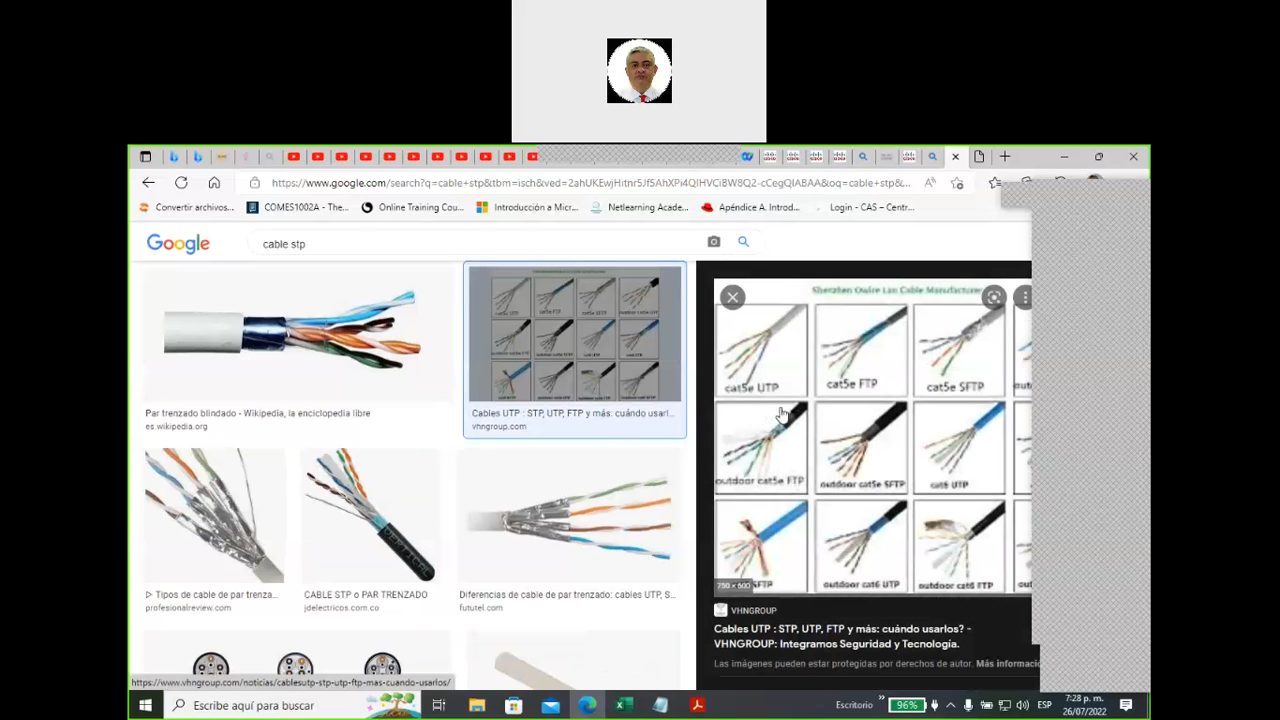 https://www.google.com/search?q=cable+stp&tbm=isch&ved=2ahUKEwjHitnr5Jf5AhXPi4QIHVCiBW8Q2-cCegQIABAA&oq=cable+stp&...
Convertir archivos...
COMES1002A - The...
Online Training Cou...
Introducción a Micr...
Netlearning Acade...
Apéndice A. Introd...
Login - CAS – Centr...
Google
cable stp
Par trenzado blindado - Wikipedia, la enciclopedia libre
es.wikipedia.org
Cables UTP : STP, UTP, FTP y más: cuándo usarl...
vhngroup.com
▷ Tipos de cable de par trenza...
profesionalreview.com
CABLE STP o PAR TRENZADO
jdelectricos.com.co
Diferencias de cable de par trenzado: cables UTP, S...
fututel.com
Shenzhen Owire Lan Cable Manufacturer
cat5e UTP
cat5e FTP
cat5e SFTP
outdoor cat5e FTP
outdoor cat5e SFTP
cat6 UTP
SFTP
outdoor cat6 UTP
outdoor cat6 FTP
750 × 600
VHNGROUP
Cables UTP : STP, UTP, FTP y más: cuándo usarlos? -
VHNGROUP: Integramos Seguridad y Tecnología.
Las imágenes pueden estar protegidas por derechos de autor. Más informació
https://www.vhngroup.com/noticias/cablesutp-stp-utp-ftp-mas-cuando-usarlos/
Escribe aquí para buscar
Escritorio
96%
ESP
7:28 p. m.
26/07/2022